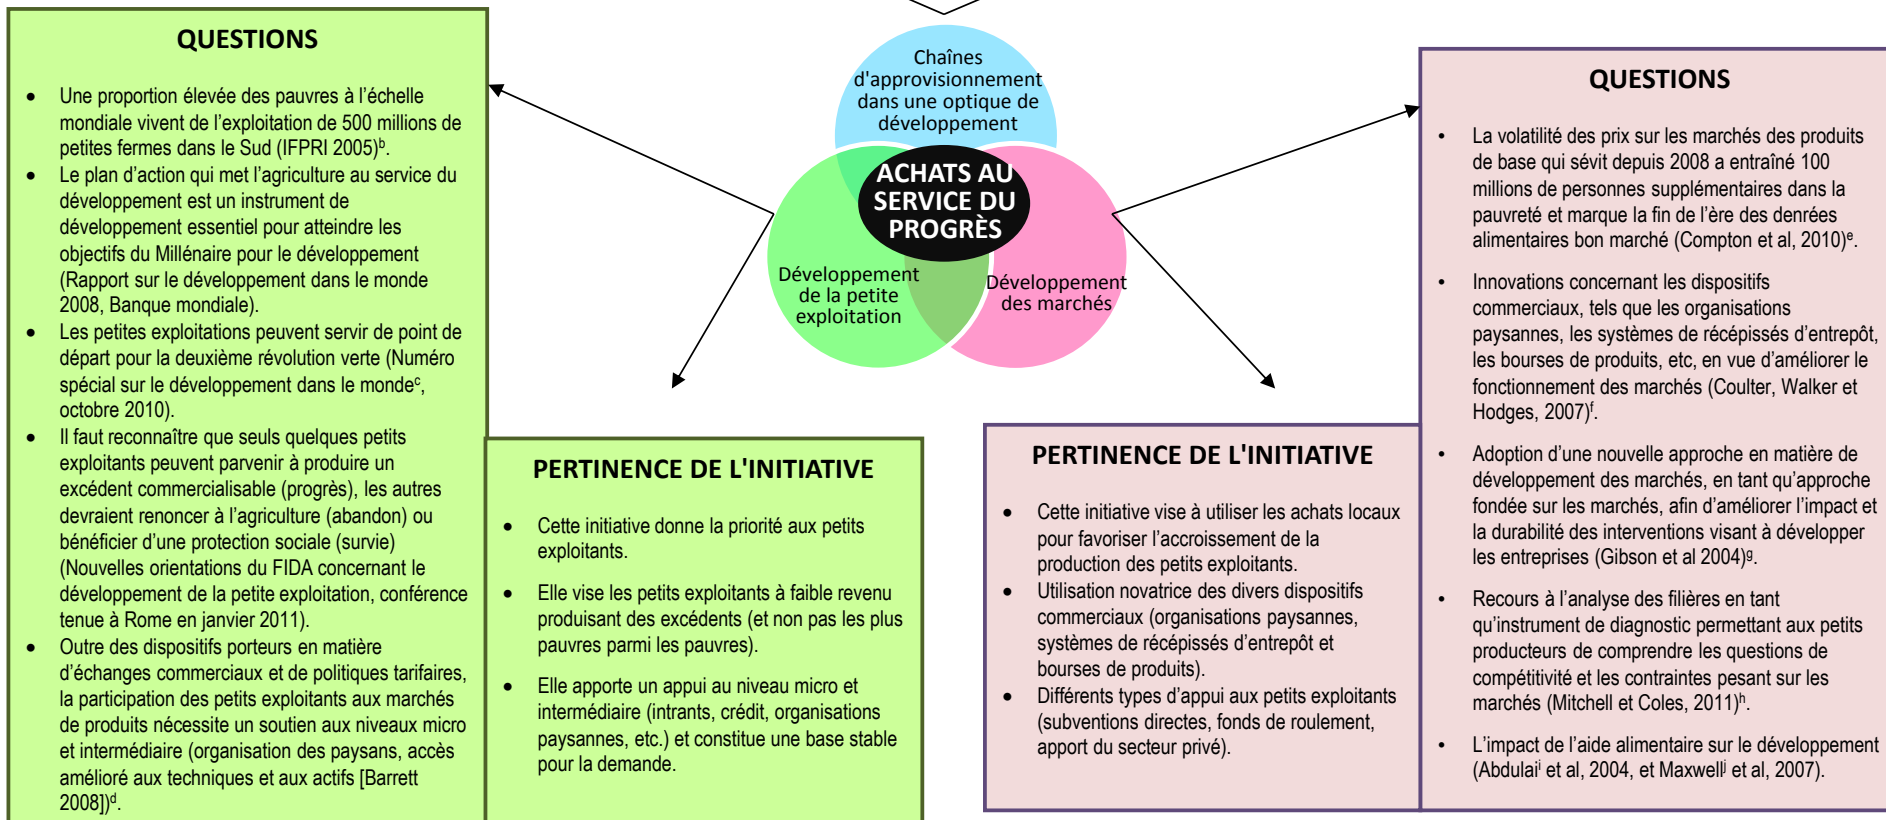 QUESTIONS
• Une proportion élevée des pauvres à l’échelle
mondiale vivent de l’exploitation de 500 millions de
petites fermes dans le Sud (IFPRI 2005)ᵇ.
• Le plan d’action qui met l’agriculture au service du
développement est un instrument de
développement essentiel pour atteindre les
objectifs du Millénaire pour le développement
(Rapport sur le développement dans le monde
2008, Banque mondiale).
• Les petites exploitations peuvent servir de point de
départ pour la deuxième révolution verte (Numéro
spécial sur le développement dans le mondeᶜ,
octobre 2010).
• Il faut reconnaître que seuls quelques petits
exploitants peuvent parvenir à produire un
excédent commercialisable (progrès), les autres
devraient renoncer à l’agriculture (abandon) ou
bénéficier d’une protection sociale (survie)
(Nouvelles orientations du FIDA concernant le
développement de la petite exploitation, conférence
tenue à Rome en janvier 2011).
• Outre des dispositifs porteurs en matière
d’échanges commerciaux et de politiques tarifaires,
la participation des petits exploitants aux marchés
de produits nécessite un soutien aux niveaux micro
et intermédiaire (organisation des paysans, accès
amélioré aux techniques et aux actifs [Barrett
2008])ᵈ.
PERTINENCE DE L'INITIATIVE
• Cette initiative donne la priorité aux petits
exploitants.
• Elle vise les petits exploitants à faible revenu
produisant des excédents (et non pas les plus
pauvres parmi les pauvres).
• Elle apporte un appui au niveau micro et
intermédiaire (intrants, crédit, organisations
paysannes, etc.) et constitue une base stable
pour la demande.
Chaînes
d'approvisionnement
dans une optique de
développement
ACHATS AU
SERVICE DU
PROGRÈS
Développement
de la petite
exploitation
Développement
des marchés
PERTINENCE DE L'INITIATIVE
• Cette initiative vise à utiliser les achats locaux
pour favoriser l’accroissement de la
production des petits exploitants.
• Utilisation novatrice des divers dispositifs
commerciaux (organisations paysannes,
systèmes de récépissés d’entrepôt et
bourses de produits).
• Différents types d’appui aux petits exploitants
(subventions directes, fonds de roulement,
apport du secteur privé).
QUESTIONS
• La volatilité des prix sur les marchés des produits
de base qui sévit depuis 2008 a entraîné 100
millions de personnes supplémentaires dans la
pauvreté et marque la fin de l’ère des denrées
alimentaires bon marché (Compton et al, 2010)ᵉ.
• Innovations concernant les dispositifs
commerciaux, tels que les organisations
paysannes, les systèmes de récépissés d’entrepôt,
les bourses de produits, etc, en vue d’améliorer le
fonctionnement des marchés (Coulter, Walker et
Hodges, 2007)ᶠ.
• Adoption d’une nouvelle approche en matière de
développement des marchés, en tant qu’approche
fondée sur les marchés, afin d’améliorer l’impact et
la durabilité des interventions visant à développer
les entreprises (Gibson et al 2004)ᵍ.
• Recours à l’analyse des filières en tant
qu’instrument de diagnostic permettant aux petits
producteurs de comprendre les questions de
compétitivité et les contraintes pesant sur les
marchés (Mitchell et Coles, 2011)ʰ.
• L’impact de l’aide alimentaire sur le développement
(Abdulaiⁱ et al, 2004, et Maxwellʲ et al, 2007).